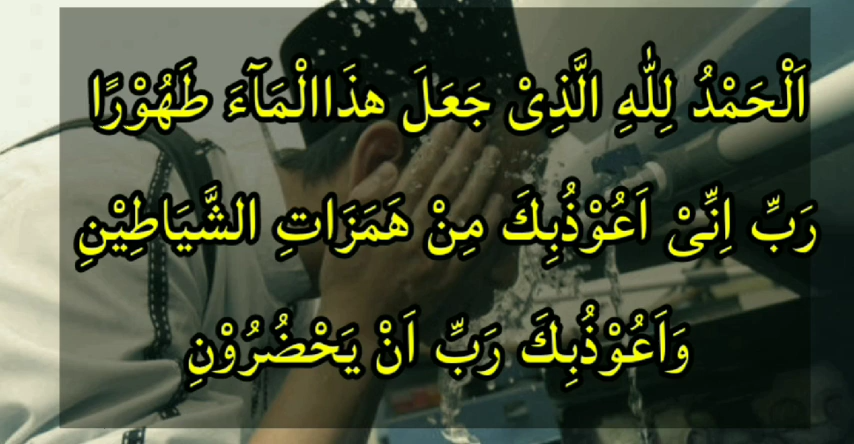 اَلْحَمْدُ لِلّٰهِ الَّذِىْ جَعَلَ هذَاالْمَآءَ طَهُوْرًا
رَبِّ اِنِّىْ اَعُوْذُبِكَ مِنْ هَمَزَاتِ الشَّيَاطِيْنِ
وَاَعُوْذُبِكَ رَبِّ اَنْ يَحْضُرُوْنِ